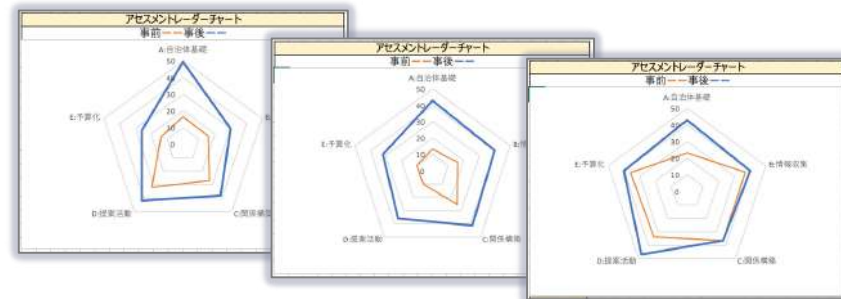 アセスメントレーダーチャート
事前 事後
A:自治体基礎
50
40
30
20
10
0
E:予算化
D:提案活動
C:関係構築
アセスメントレーダーチャート
事前 事後
A:自治体基礎
50
40
30
20
10
0
E:予算化
D:提案活動
C:関係構築
アセスメントレーダーチャート
事前 事後
A:自治体基礎
50
40
30
20
10
0
E:予算化
B:情報収集
D:提案活動
C:関係構築